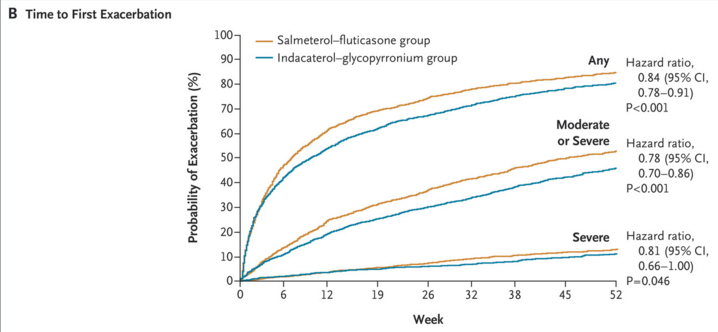 B Time to First Exacerbation
Salmeterol–fluticasone group
Indacaterol–glycopyrronium group
Probability of Exacerbation (%)
100
90
80
70
60
50
40
30
20
10
0
Any
Hazard ratio,
0.84 (95% CI,
0.78–0.91)
P<0.001
Moderate
or Severe
Hazard ratio,
0.78 (95% CI,
0.70–0.86)
P<0.001
Severe
Hazard ratio,
0.81 (95% CI,
0.66–1.00)
P=0.046
0 6 12 19 26 32 38 45 52
Week